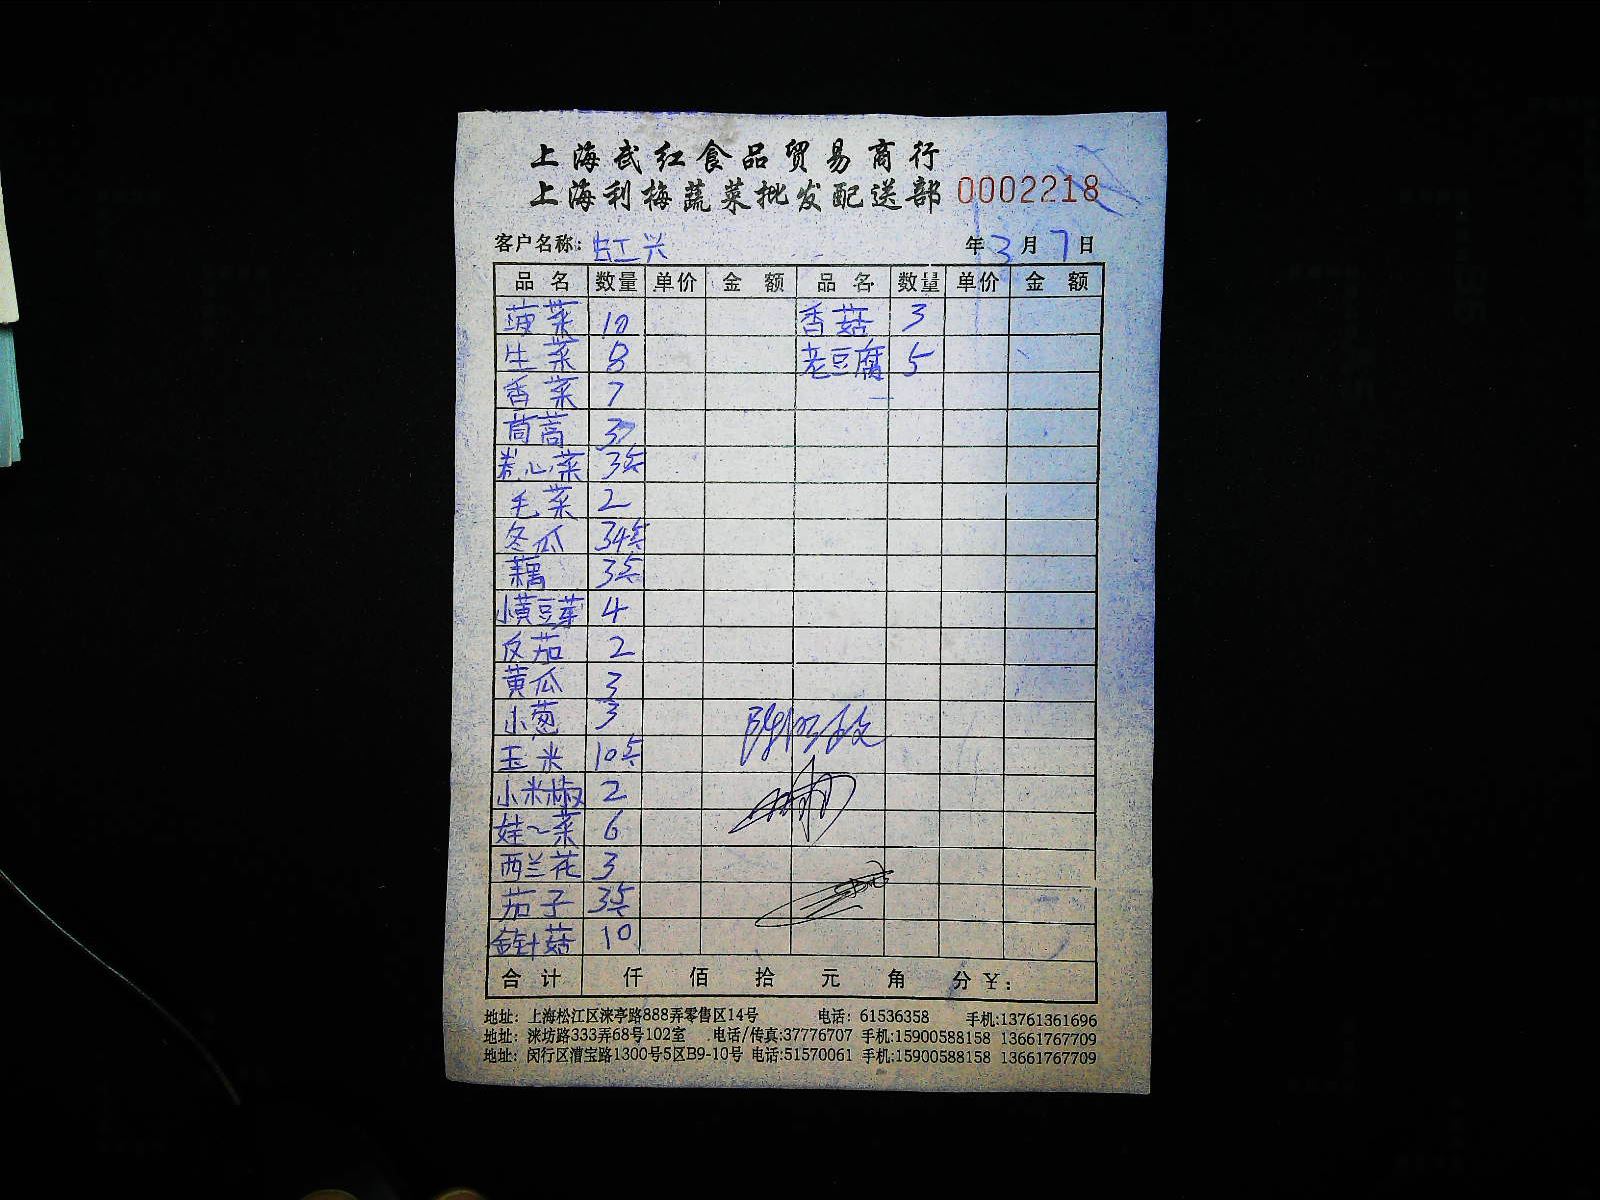 上海武红食品贸易商行
上海利梅蔬菜批发配送部 0002218
客户名称: 虹兴 年 3 月 7 日
品名 数量 单价 金额 品名 数量 单价 金额
菠菜 10 香菇 3
生菜 8 老豆腐 5
香菜 7
茼蒿
卷心菜 3斤
毛菜 2
冬瓜 34斤
藕 3斤
小黄豆芽 4
反茄 2
黄瓜 3
小葱 3
玉米 10斤
小米椒 2
娃~菜 6
西兰花 3
茄子 3斤
金针菇 10
合计 仟 佰 拾 元 角 分 ¥:
地址: 上海松江区涞亭路888弄零售区14号 电话: 61536358 手机:13761361696
地址: 涞坊路333弄68号102室 电话/传真:37776707 手机:15900588158 13661767709
地址: 闵行区漕宝路1300号5区B9-10号 电话:51570061 手机:15900588158 13661767709